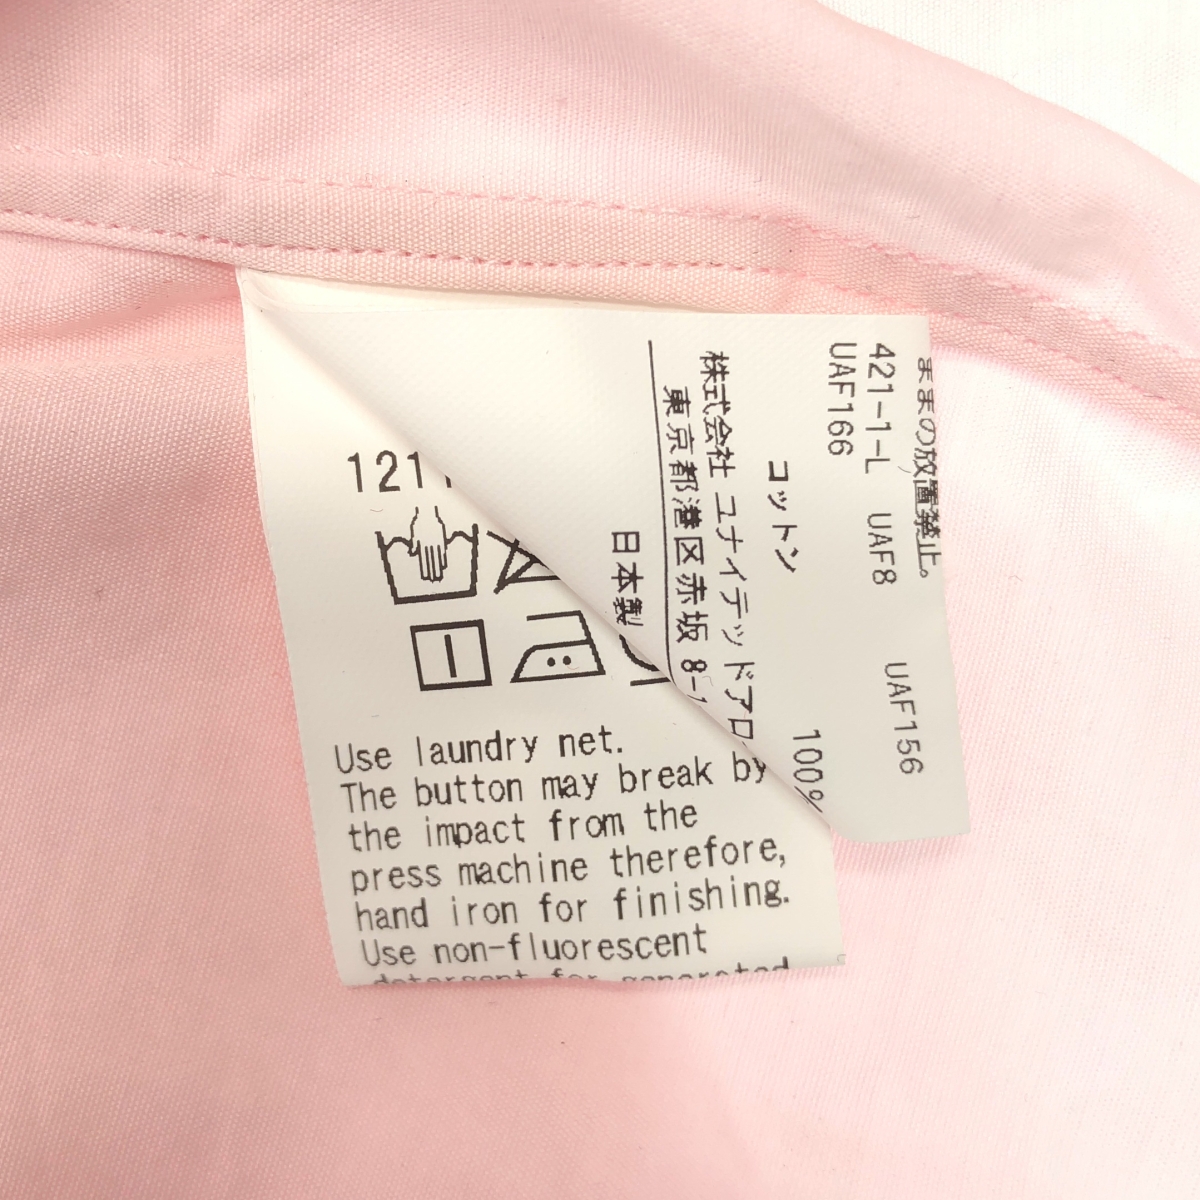 ままの放置禁止。
421-1-L UAF8 UAF156
UAF166
コットン 100%
株式会社 ユナイテッドアロ
東京都港区赤坂 8-1
日本製
121
Use laundry net.
The button may break by
the impact from the
press machine therefore,
hand iron for finishing.
Use non-fluorescent
detergent for generated